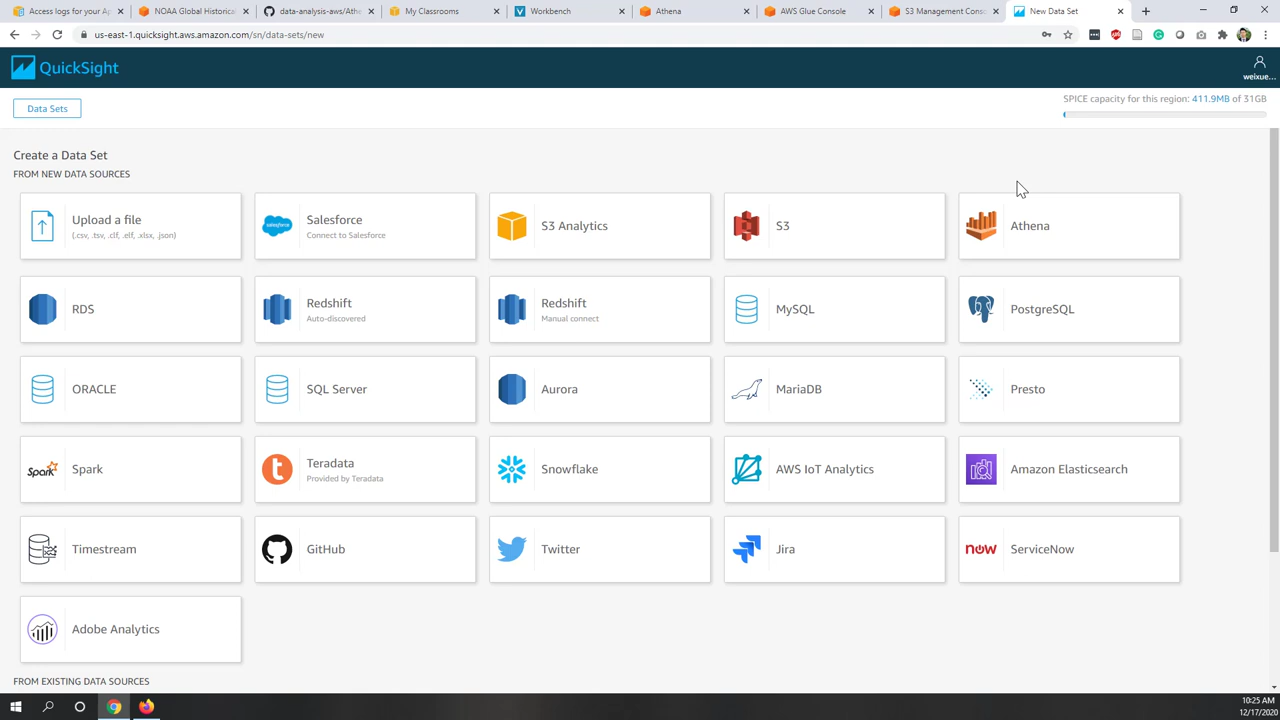 Access logs for your A
NOAA Global Historical
data-analysis-aws/Athe
My Classrooms
Workbench
Athena
AWS Glue Console
S3 Management Conso
New Data Set
us-east-1.quicksight.aws.amazon.com/sn/data-sets/new
QuickSight
weixue...
Data Sets
SPICE capacity for this region: 411.9MB of 31GB
Create a Data Set
FROM NEW DATA SOURCES
Upload a file
(.csv, .tsv, .clf, .elf, .xlsx, .json)
Salesforce
Connect to Salesforce
S3 Analytics
S3
Athena
RDS
Redshift
Auto-discovered
Redshift
Manual connect
MySQL
PostgreSQL
ORACLE
SQL Server
Aurora
MariaDB
Presto
Spark
Teradata
Provided by Teradata
Snowflake
AWS IoT Analytics
Amazon Elasticsearch
Timestream
GitHub
Twitter
Jira
ServiceNow
Adobe Analytics
FROM EXISTING DATA SOURCES
10:25 AM
12/17/2020